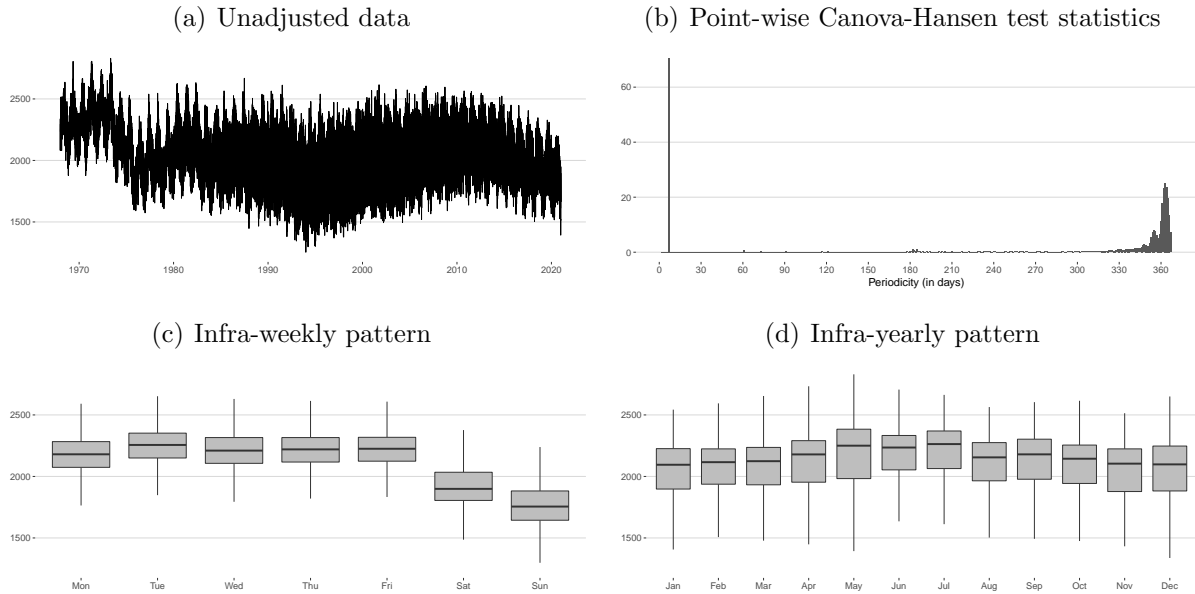 (a) Unadjusted data
2500
2000
1500
1970 1980 1990 2000 2010 2020
(b) Point-wise Canova-Hansen test statistics
60
40
20
0
0 30 60 90 120 150 180 210 240 270 300 330 360
Periodicity (in days)
(c) Infra-weekly pattern
2500
2000
1500
Mon Tue Wed Thu Fri Sat Sun
(d) Infra-yearly pattern
2500
2000
1500
Jan Feb Mar Apr May Jun Jul Aug Sep Oct Nov Dec